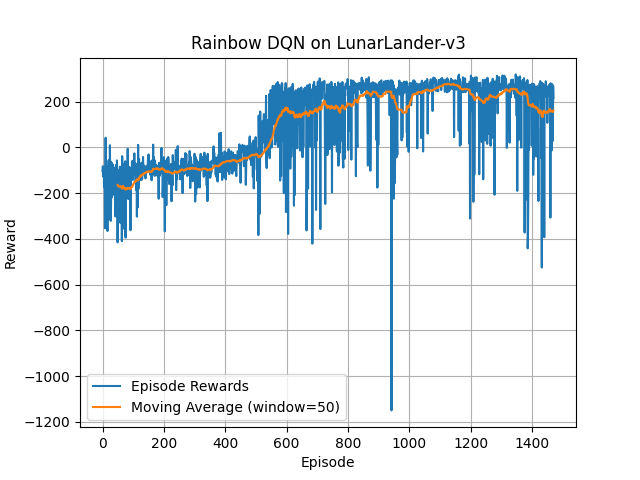 Rainbow DQN on LunarLander-v3
Reward
200
0
−200
−400
−600
−800
−1000
−1200
Episode Rewards
Moving Average (window=50)
0 200 400 600 800 1000 1200 1400
Episode